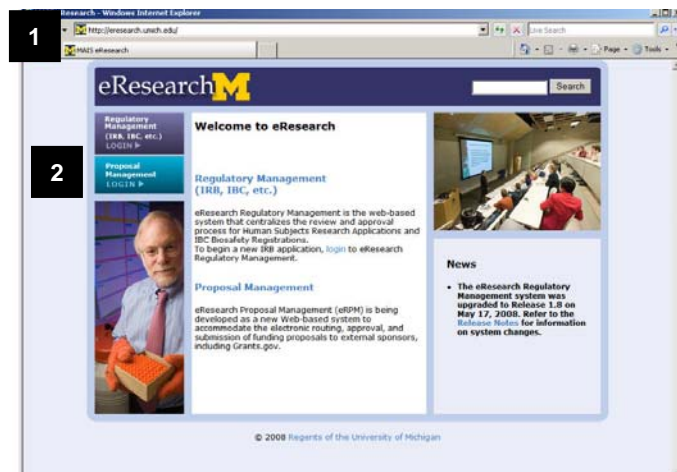 Research - Windows Internet Explorer
1
http://eresearch.umich.edu/
Live Search
MAIS eResearch
Page
Tools
eResearch M
Search
Regulatory
Management
(IRB, IBC, etc.)
LOGIN
2
Proposal
Management
LOGIN
Welcome to eResearch
Regulatory Management
(IRB, IBC, etc.)
eResearch Regulatory Management is the web-based
system that centralizes the review and approval
process for Human Subjects Research Applications and
IBC Biosafety Registrations.
To begin a new IRB application, login to eResearch
Regulatory Management.
Proposal Management
eResearch Proposal Management (eRPM) is being
developed as a new Web-based system to
accommodate the electronic routing, approval, and
submission of funding proposals to external sponsors,
including Grants.gov.
News
• The eResearch Regulatory
Management system was
upgraded to Release 1.8 on
May 17, 2008. Refer to the
Release Notes for information
on system changes.
© 2008 Regents of the University of Michigan